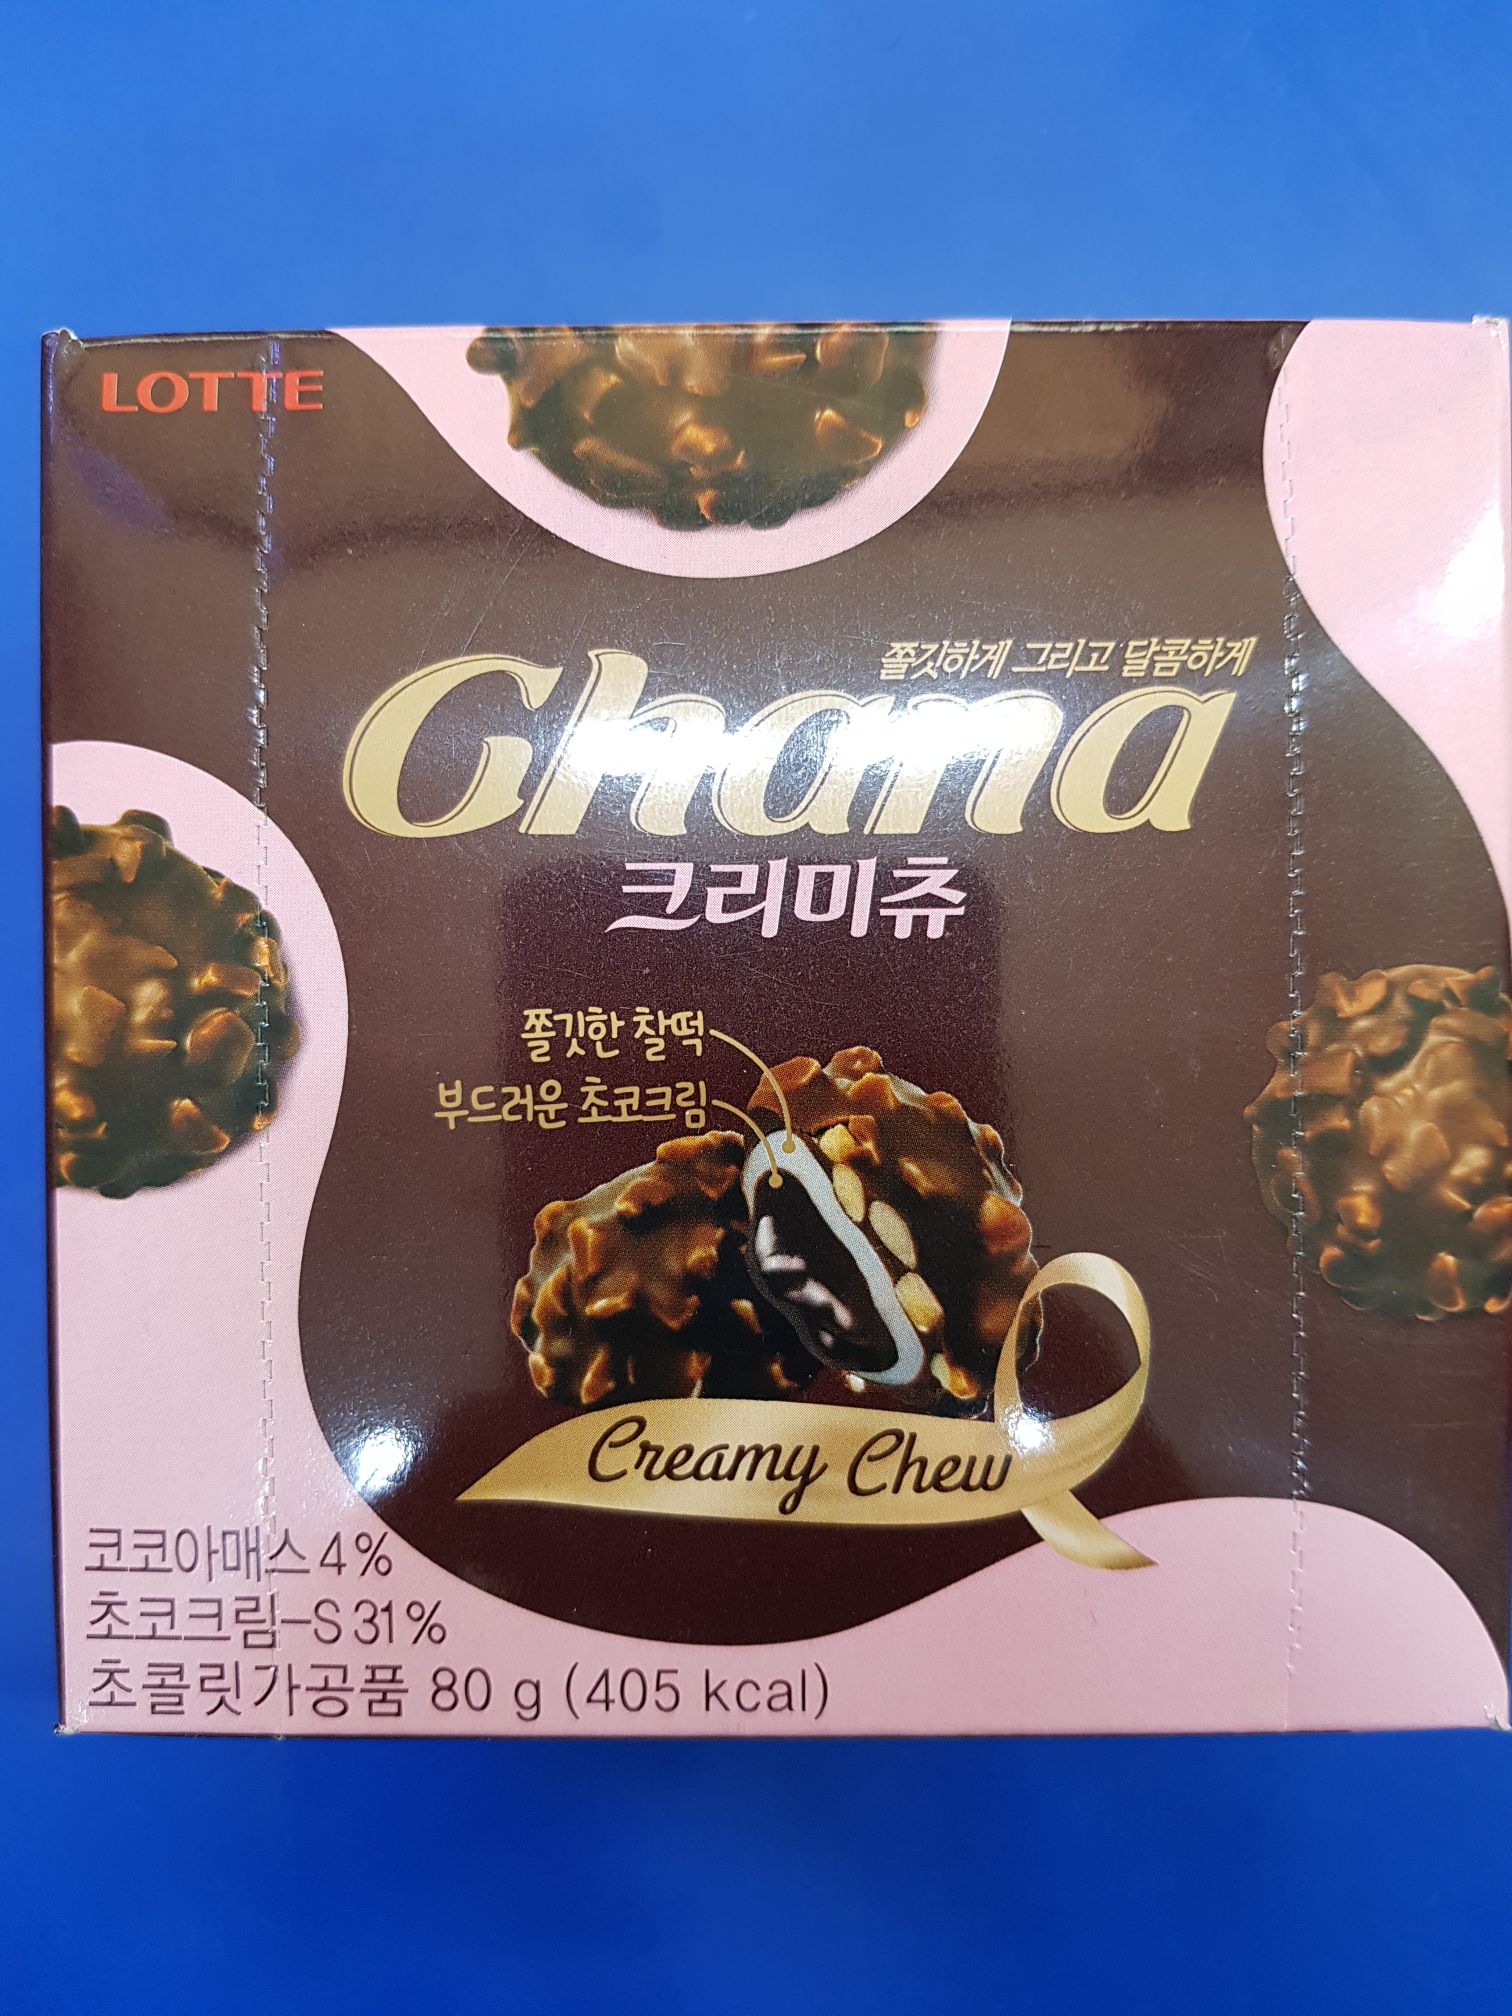 LOTTE
쫄깃하게 그리고 달콤하게
Ghana
크리미츄
쫄깃한 찰떡
부드러운 초코크림
Creamy Chew
코코아매스 4%
초코크림-S 31%
초콜릿가공품 80 g (405 kcal)